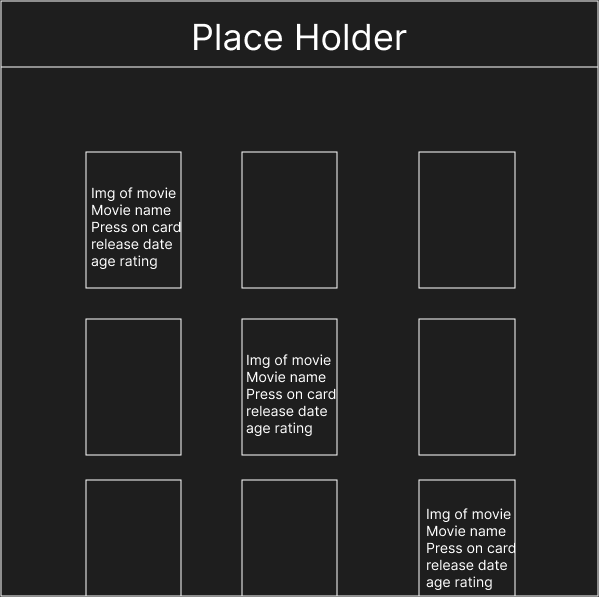 Place Holder
Img of movie
Movie name
Press on card
release date
age rating
Img of movie
Movie name
Press on card
release date
age rating
Img of movie
Movie name
Press on card
release date
age rating